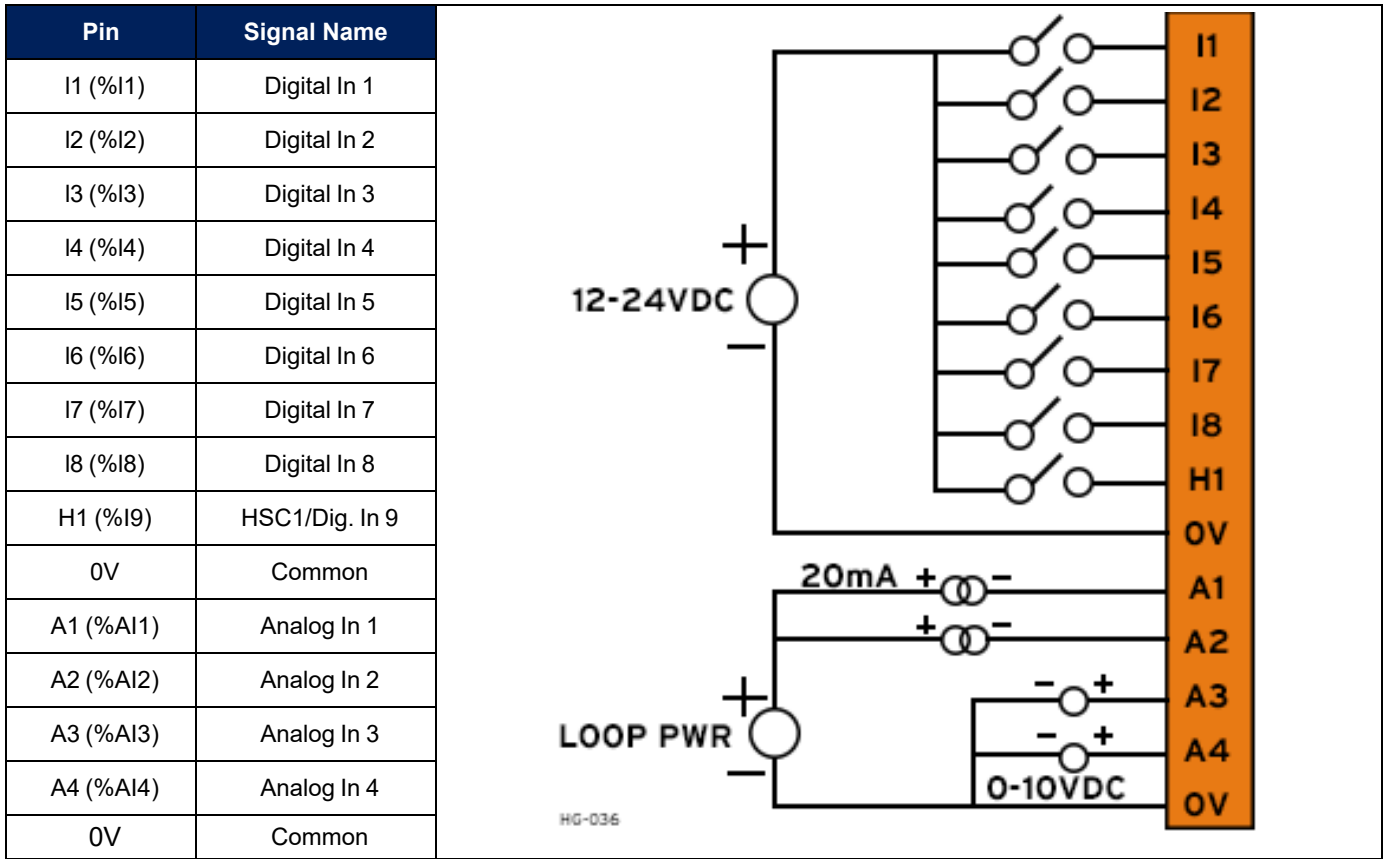 Pin Signal Name
I1 (%I1) Digital In 1
I2 (%I2) Digital In 2
I3 (%I3) Digital In 3
I4 (%I4) Digital In 4
I5 (%I5) Digital In 5
I6 (%I6) Digital In 6
I7 (%I7) Digital In 7
I8 (%I8) Digital In 8
H1 (%I9) HSC1/Dig. In 9
0V Common
A1 (%AI1) Analog In 1
A2 (%AI2) Analog In 2
A3 (%AI3) Analog In 3
A4 (%AI4) Analog In 4
0V Common
I1
I2
I3
I4
+
I5
12-24VDC
I6
−
I7
I8
H1
0V
20mA + − A1
+ − A2
+ − + A3
LOOP PWR − + A4
−
0-10VDC
0V
HG-036